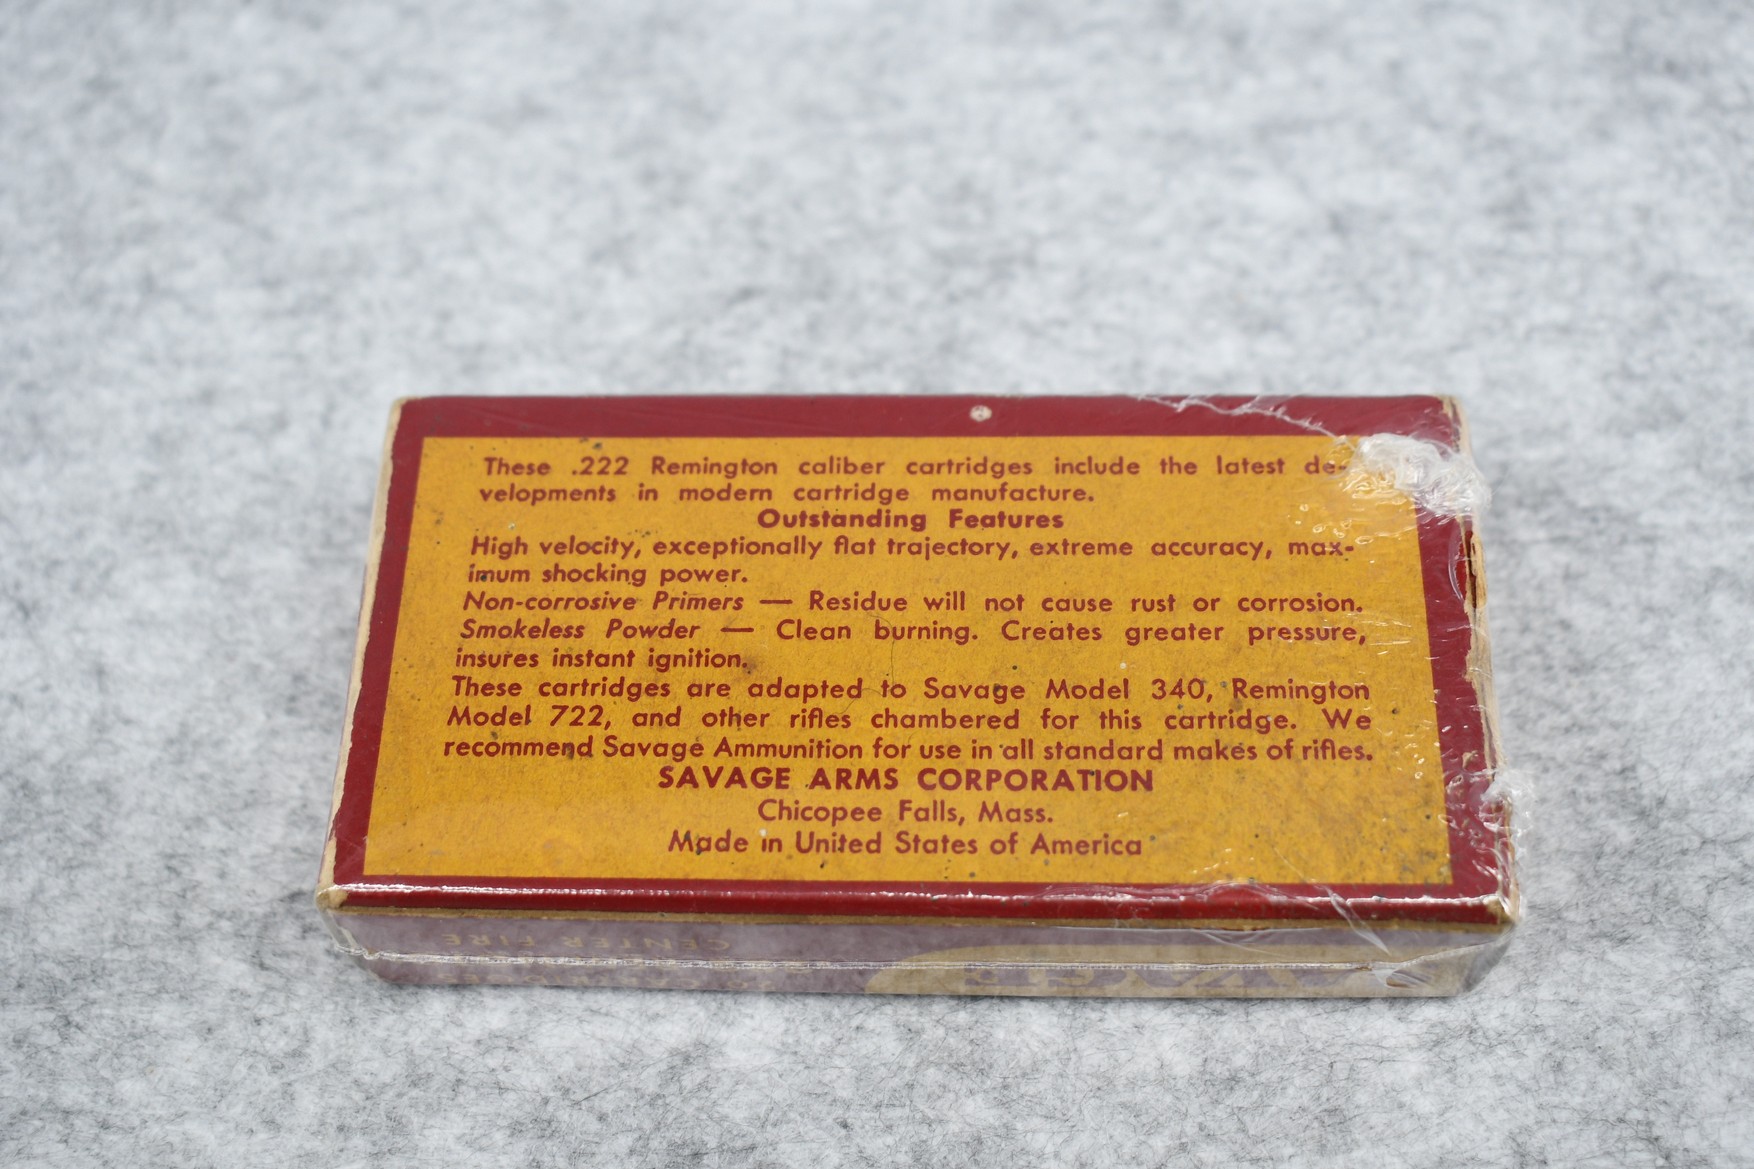 These .222 Remington caliber cartridges include the latest de-
velopments in modern cartridge manufacture.
Outstanding Features
High velocity, exceptionally flat trajectory, extreme accuracy, max-
imum shocking power.
Non-corrosive Primers — Residue will not cause rust or corrosion.
Smokeless Powder — Clean burning. Creates greater pressure,
insures instant ignition.
These cartridges are adapted to Savage Model 340, Remington
Model 722, and other rifles chambered for this cartridge. We
recommend Savage Ammunition for use in all standard makes of rifles.
SAVAGE ARMS CORPORATION
Chicopee Falls, Mass.
Made in United States of America
CENTER FIRE